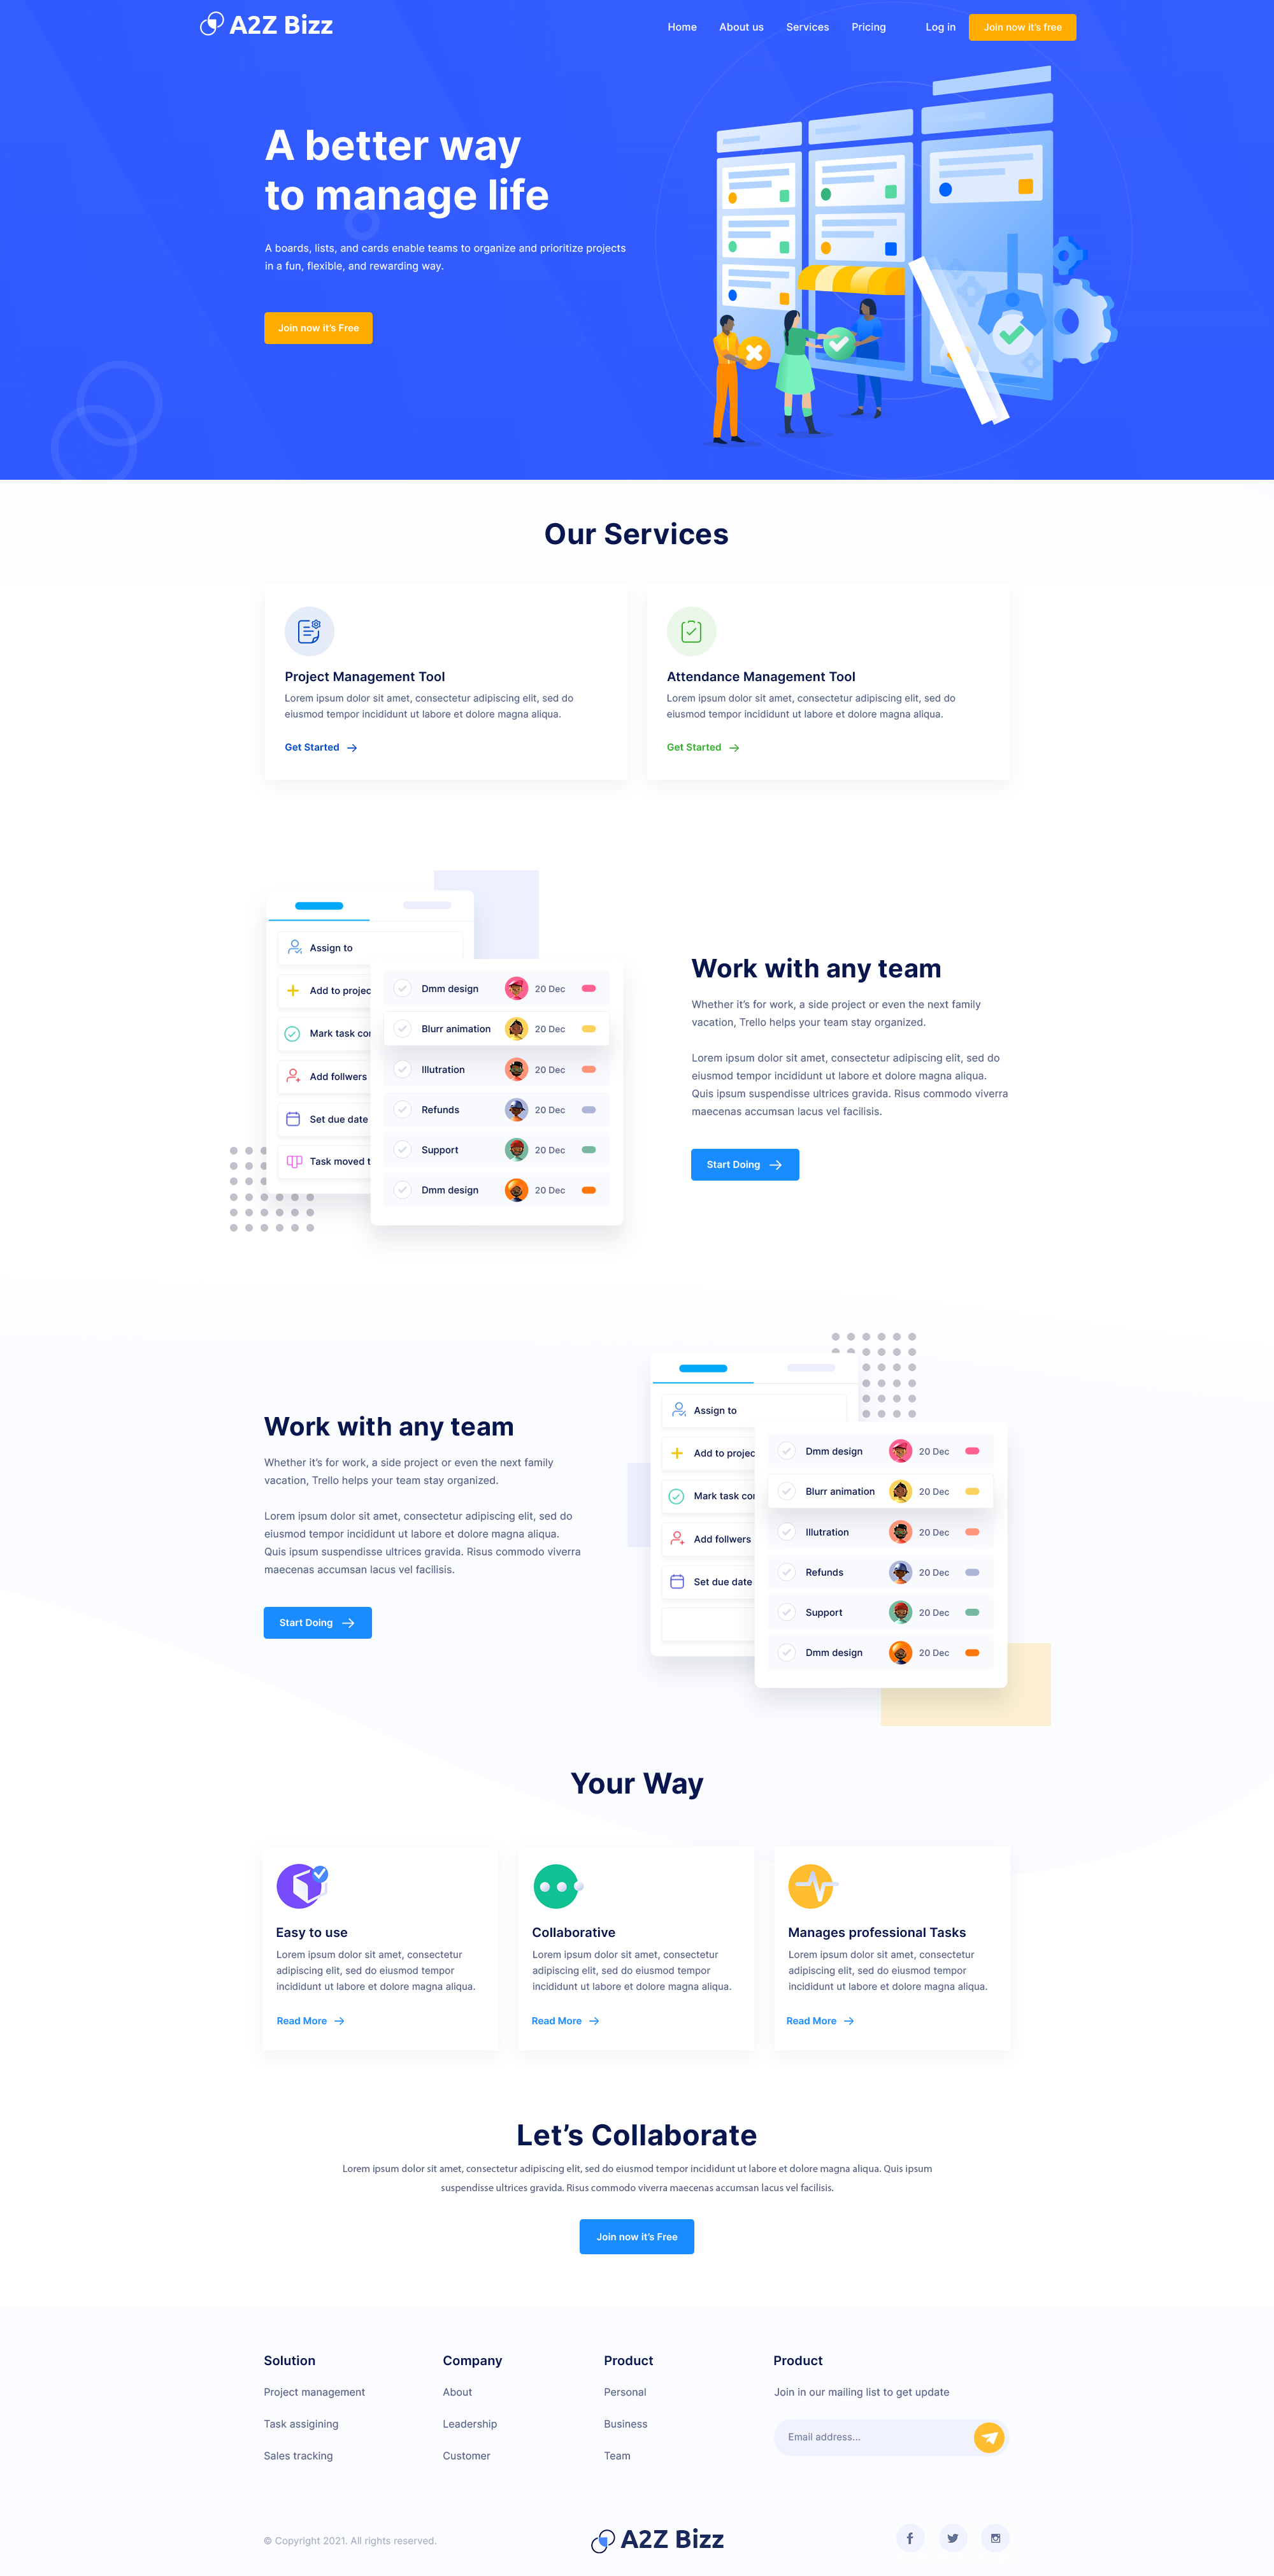 A2Z Bizz
Home
About us
Services
Pricing
Log in
Join now it's free
A better way
to manage life
A boards, lists, and cards enable teams to organize and prioritize projects
in a fun, flexible, and rewarding way.
Join now it's Free
Our Services
Project Management Tool
Lorem ipsum dolor sit amet, consectetur adipiscing elit, sed do
eiusmod tempor incididunt ut labore et dolore magna aliqua.
Get Started
Attendance Management Tool
Lorem ipsum dolor sit amet, consectetur adipiscing elit, sed do
eiusmod tempor incididunt ut labore et dolore magna aliqua.
Get Started
Assign to
Add to projec
Mark task cor
Add follwers
Set due date
Task moved t
Dmm design 20 Dec
Blurr animation 20 Dec
Illutration 20 Dec
Refunds 20 Dec
Support 20 Dec
Dmm design 20 Dec
Work with any team
Whether it's for work, a side project or even the next family
vacation, Trello helps your team stay organized.
Lorem ipsum dolor sit amet, consectetur adipiscing elit, sed do
eiusmod tempor incididunt ut labore et dolore magna aliqua.
Quis ipsum suspendisse ultrices gravida. Risus commodo viverra
maecenas accumsan lacus vel facilisis.
Start Doing
Work with any team
Whether it's for work, a side project or even the next family
vacation, Trello helps your team stay organized.
Lorem ipsum dolor sit amet, consectetur adipiscing elit, sed do
eiusmod tempor incididunt ut labore et dolore magna aliqua.
Quis ipsum suspendisse ultrices gravida. Risus commodo viverra
maecenas accumsan lacus vel facilisis.
Start Doing
Assign to
Add to projec
Mark task cor
Add follwers
Set due date
Dmm design 20 Dec
Blurr animation 20 Dec
Illutration 20 Dec
Refunds 20 Dec
Support 20 Dec
Dmm design 20 Dec
Your Way
Easy to use
Lorem ipsum dolor sit amet, consectetur
adipiscing elit, sed do eiusmod tempor
incididunt ut labore et dolore magna aliqua.
Read More
Collaborative
Lorem ipsum dolor sit amet, consectetur
adipiscing elit, sed do eiusmod tempor
incididunt ut labore et dolore magna aliqua.
Read More
Manages professional Tasks
Lorem ipsum dolor sit amet, consectetur
adipiscing elit, sed do eiusmod tempor
incididunt ut labore et dolore magna aliqua.
Read More
Let's Collaborate
Lorem ipsum dolor sit amet, consectetur adipiscing elit, sed do eiusmod tempor incididunt ut labore et dolore magna aliqua. Quis ipsum
suspendisse ultrices gravida. Risus commodo viverra maecenas accumsan lacus vel facilisis.
Join now it's Free
Solution
Project management
Task assigining
Sales tracking
Company
About
Leadership
Customer
Product
Personal
Business
Team
Product
Join in our mailing list to get update
Email address...
© Copyright 2021. All rights reserved.
A2Z Bizz